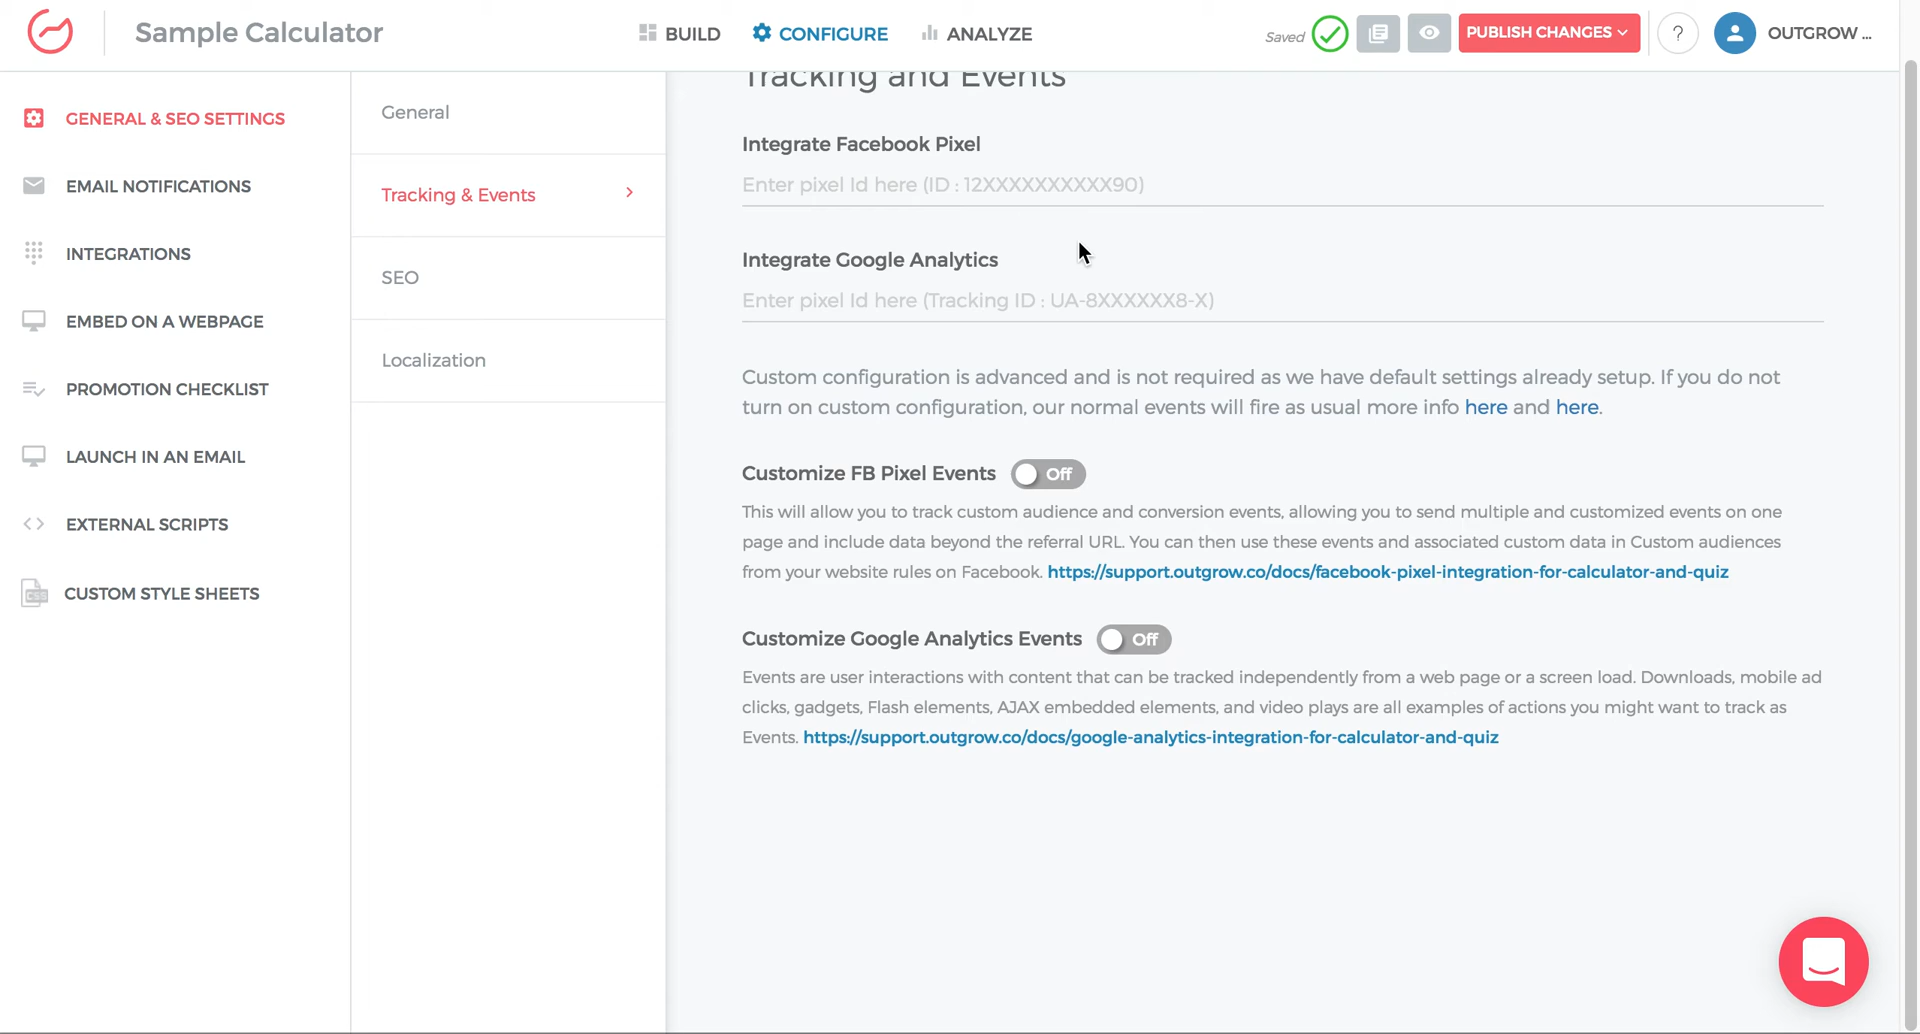 Sample Calculator
BUILD
CONFIGURE
ANALYZE
Saved
PUBLISH CHANGES
?
OUTGROW ...
GENERAL & SEO SETTINGS
EMAIL NOTIFICATIONS
INTEGRATIONS
EMBED ON A WEBPAGE
PROMOTION CHECKLIST
LAUNCH IN AN EMAIL
EXTERNAL SCRIPTS
CSS
CUSTOM STYLE SHEETS
General
Tracking & Events
SEO
Localization
Tracking and Events
Integrate Facebook Pixel
Enter pixel Id here (ID : 12XXXXXXXXXX90)
Integrate Google Analytics
Enter pixel Id here (Tracking ID : UA-8XXXXXX8-X)
Custom configuration is advanced and is not required as we have default settings already setup. If you do not
turn on custom configuration, our normal events will fire as usual more info here and here.
Customize FB Pixel Events Off
This will allow you to track custom audience and conversion events, allowing you to send multiple and customized events on one
page and include data beyond the referral URL. You can then use these events and associated custom data in Custom audiences
from your website rules on Facebook. https://support.outgrow.co/docs/facebook-pixel-integration-for-calculator-and-quiz
Customize Google Analytics Events Off
Events are user interactions with content that can be tracked independently from a web page or a screen load. Downloads, mobile ad
clicks, gadgets, Flash elements, AJAX embedded elements, and video plays are all examples of actions you might want to track as
Events. https://support.outgrow.co/docs/google-analytics-integration-for-calculator-and-quiz